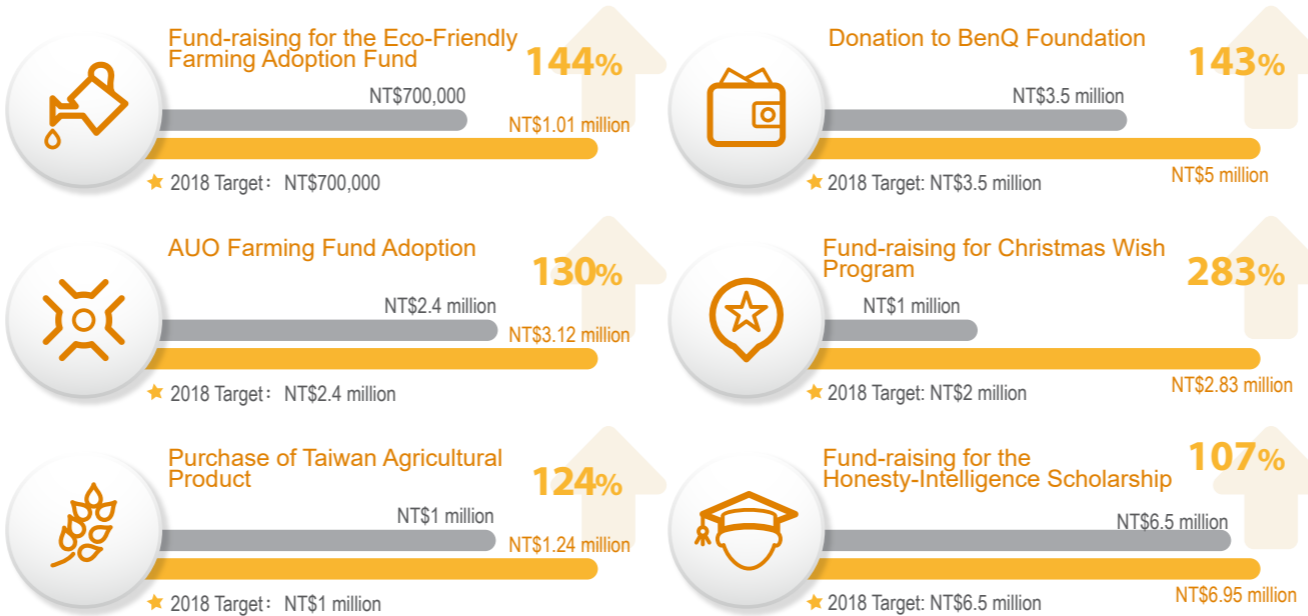 Fund-raising for the Eco-Friendly
Farming Adoption Fund
144%
NT$700,000
NT$1.01 million
2018 Target： NT$700,000
Donation to BenQ Foundation
143%
NT$3.5 million
NT$5 million
2018 Target: NT$3.5 million
AUO Farming Fund Adoption
130%
NT$2.4 million
NT$3.12 million
2018 Target： NT$2.4 million
Fund-raising for Christmas Wish
Program
283%
NT$1 million
NT$2.83 million
2018 Target: NT$2 million
Purchase of Taiwan Agricultural
Product
124%
NT$1 million
NT$1.24 million
2018 Target： NT$1 million
Fund-raising for the
Honesty-Intelligence Scholarship
107%
NT$6.5 million
NT$6.95 million
2018 Target: NT$6.5 million